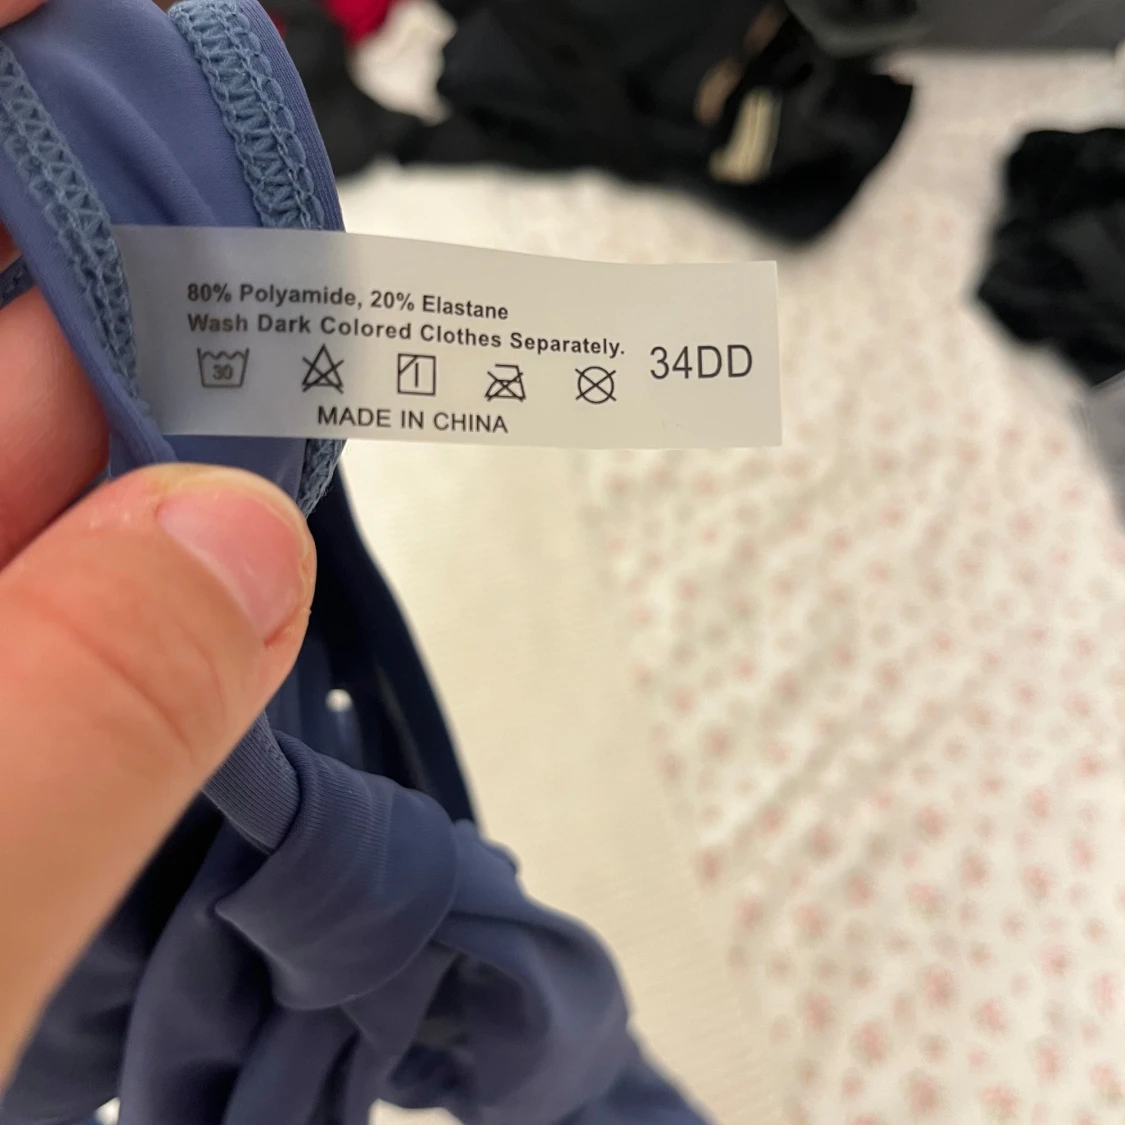 80% Polyamide, 20% Elastane
Wash Dark Colored Clothes Separately.
30
34DD
MADE IN CHINA